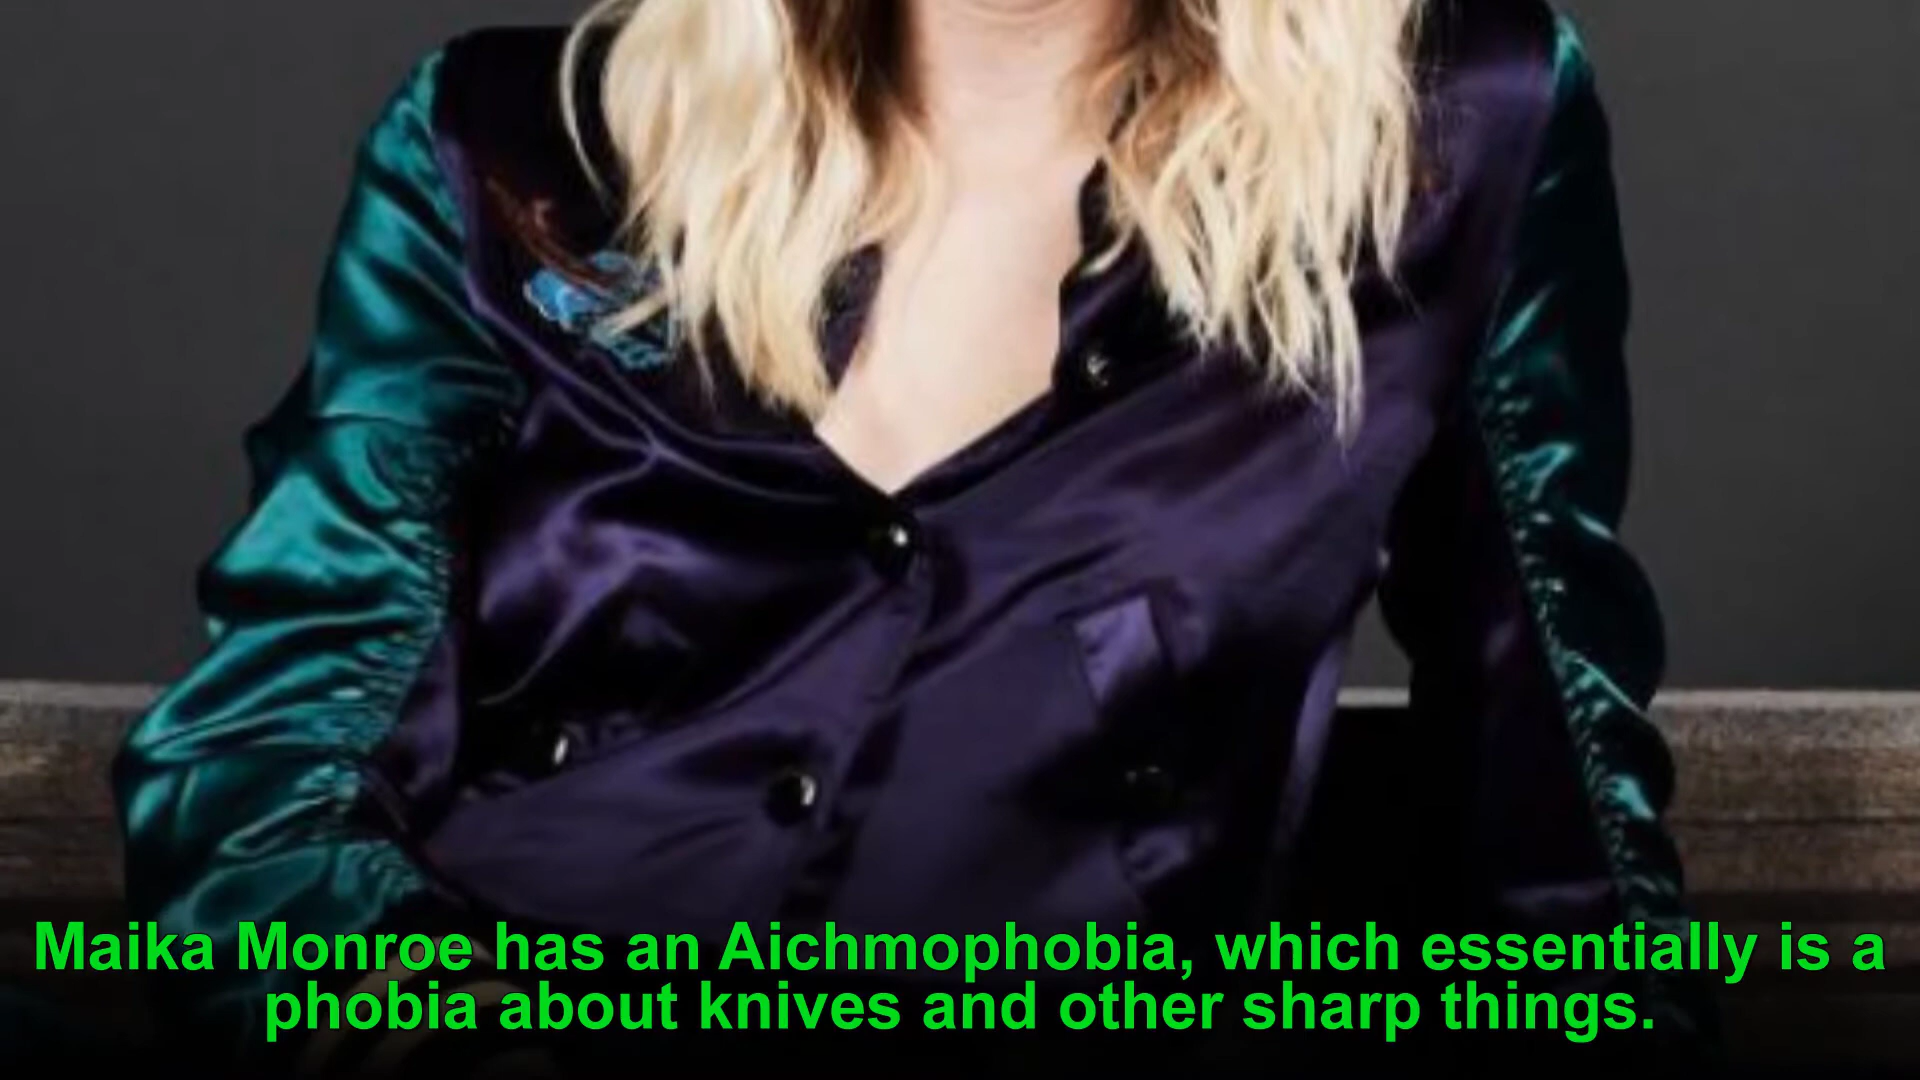 Maika Monroe has an Aichmophobia, which essentially is a
phobia about knives and other sharp things.